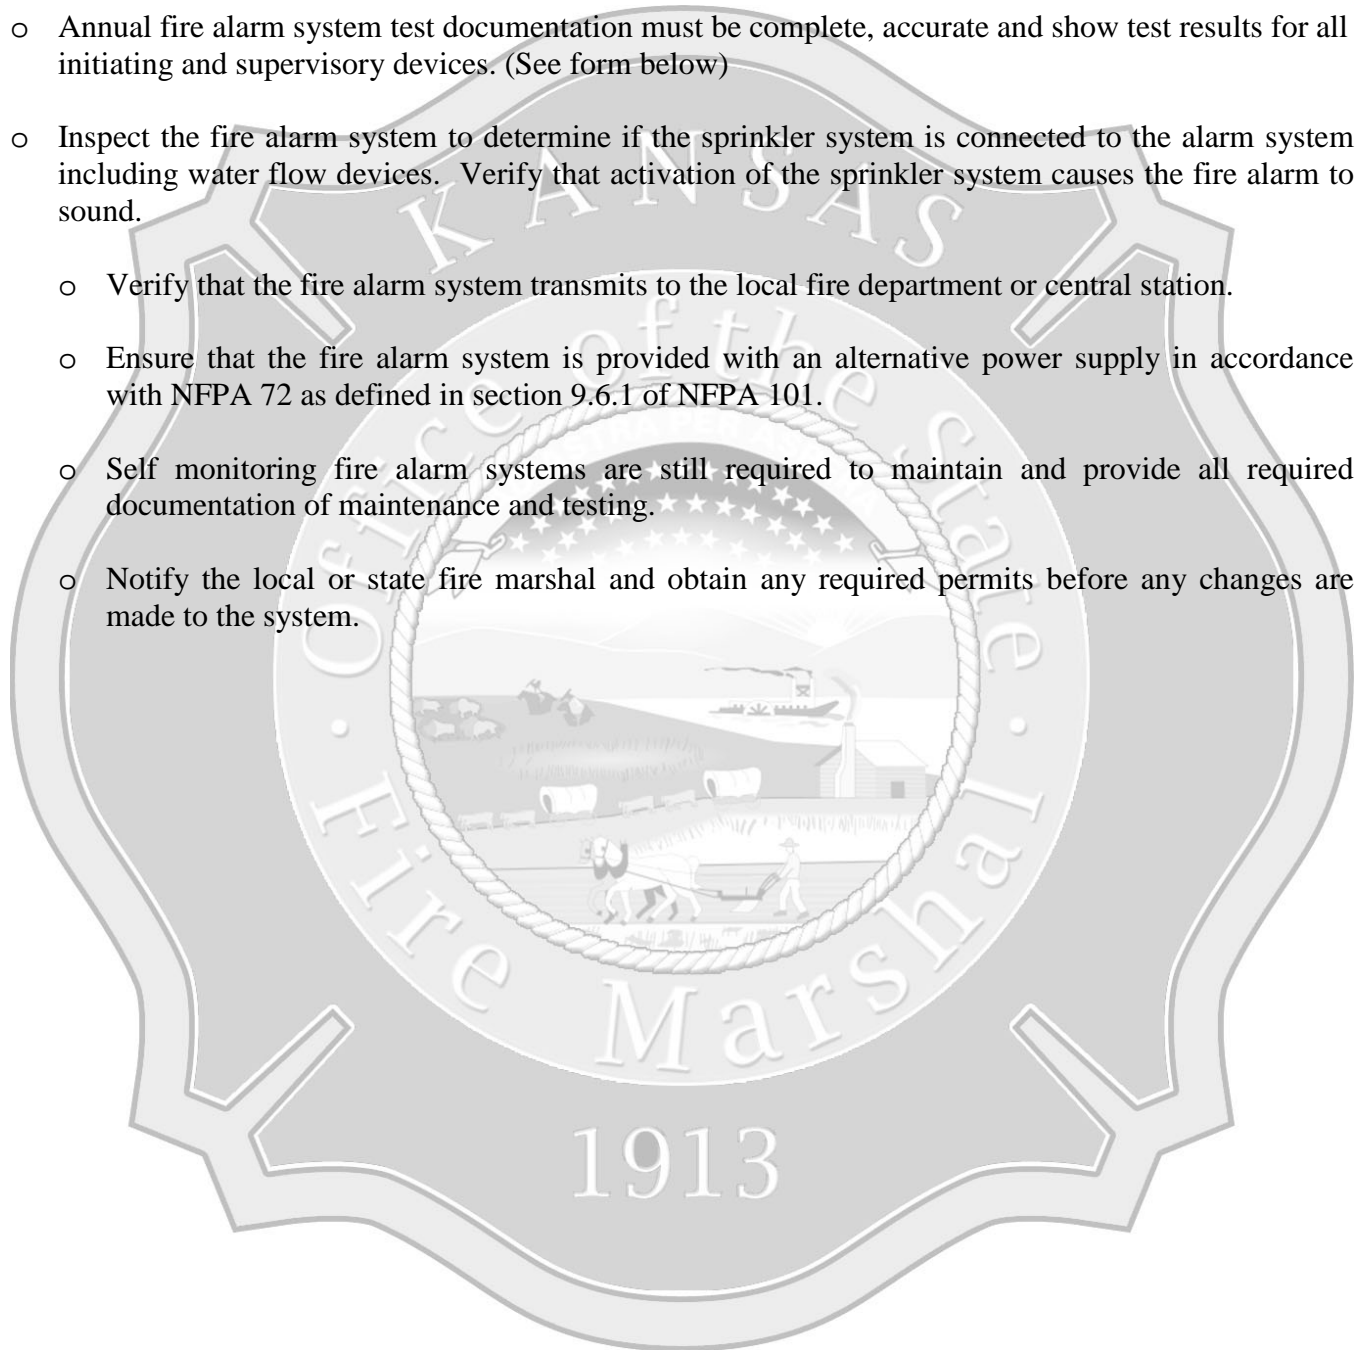 o Annual fire alarm system test documentation must be complete, accurate and show test results for all
initiating and supervisory devices. (See form below)
o Inspect the fire alarm system to determine if the sprinkler system is connected to the alarm system
including water flow devices. Verify that activation of the sprinkler system causes the fire alarm to
sound.
o Verify that the fire alarm system transmits to the local fire department or central station.
o Ensure that the fire alarm system is provided with an alternative power supply in accordance
with NFPA 72 as defined in section 9.6.1 of NFPA 101.
o Self monitoring fire alarm systems are still required to maintain and provide all required
documentation of maintenance and testing.
o Notify the local or state fire marshal and obtain any required permits before any changes are
made to the system.
KANSAS
Office of the State
Fire Marshal
1913